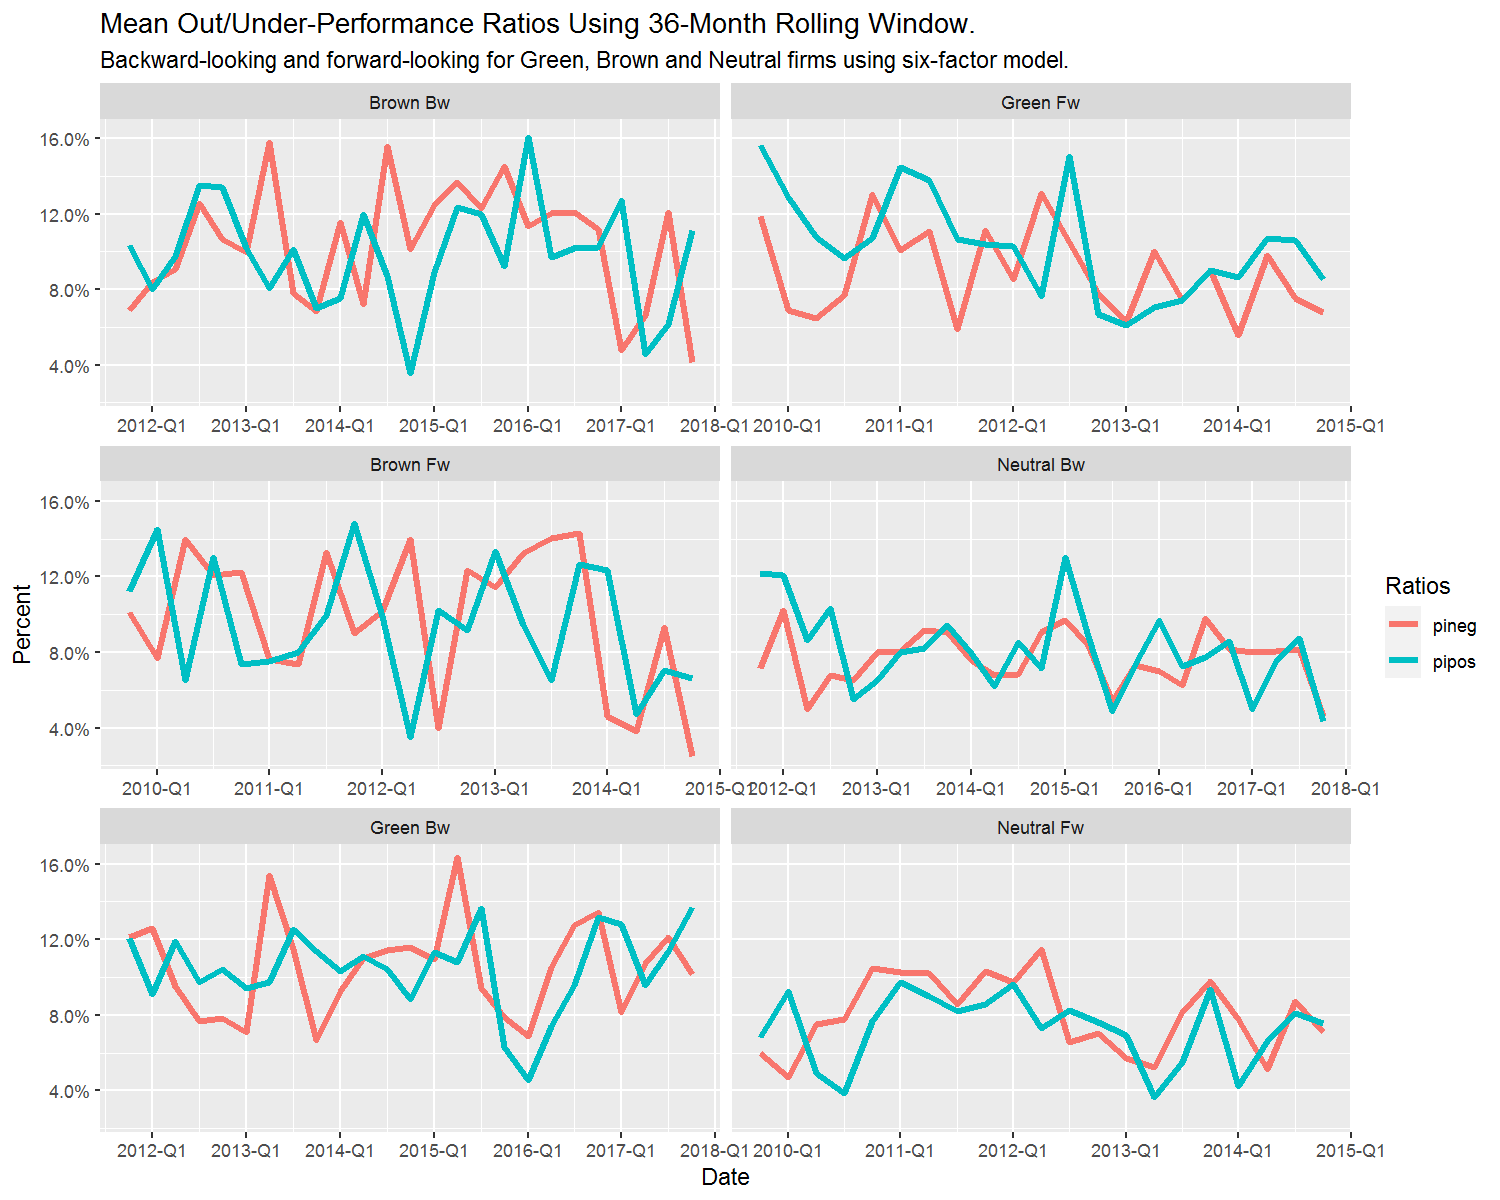 Mean Out/Under-Performance Ratios Using 36-Month Rolling Window.
Backward-looking and forward-looking for Green, Brown and Neutral firms using six-factor model.
Brown Bw
Green Fw
16.0%
12.0%
8.0%
4.0%
2012-Q1 2013-Q1 2014-Q1 2015-Q1 2016-Q1 2017-Q1 2018-Q1
2010-Q1 2011-Q1 2012-Q1 2013-Q1 2014-Q1 2015-Q1
Brown Fw
Neutral Bw
16.0%
12.0%
8.0%
4.0%
2010-Q1 2011-Q1 2012-Q1 2013-Q1 2014-Q1 2015-Q1
2012-Q1 2013-Q1 2014-Q1 2015-Q1 2016-Q1 2017-Q1 2018-Q1
Green Bw
Neutral Fw
16.0%
12.0%
8.0%
4.0%
2012-Q1 2013-Q1 2014-Q1 2015-Q1 2016-Q1 2017-Q1 2018-Q1
2010-Q1 2011-Q1 2012-Q1 2013-Q1 2014-Q1 2015-Q1
Percent
Date
Ratios
pineg
pipos